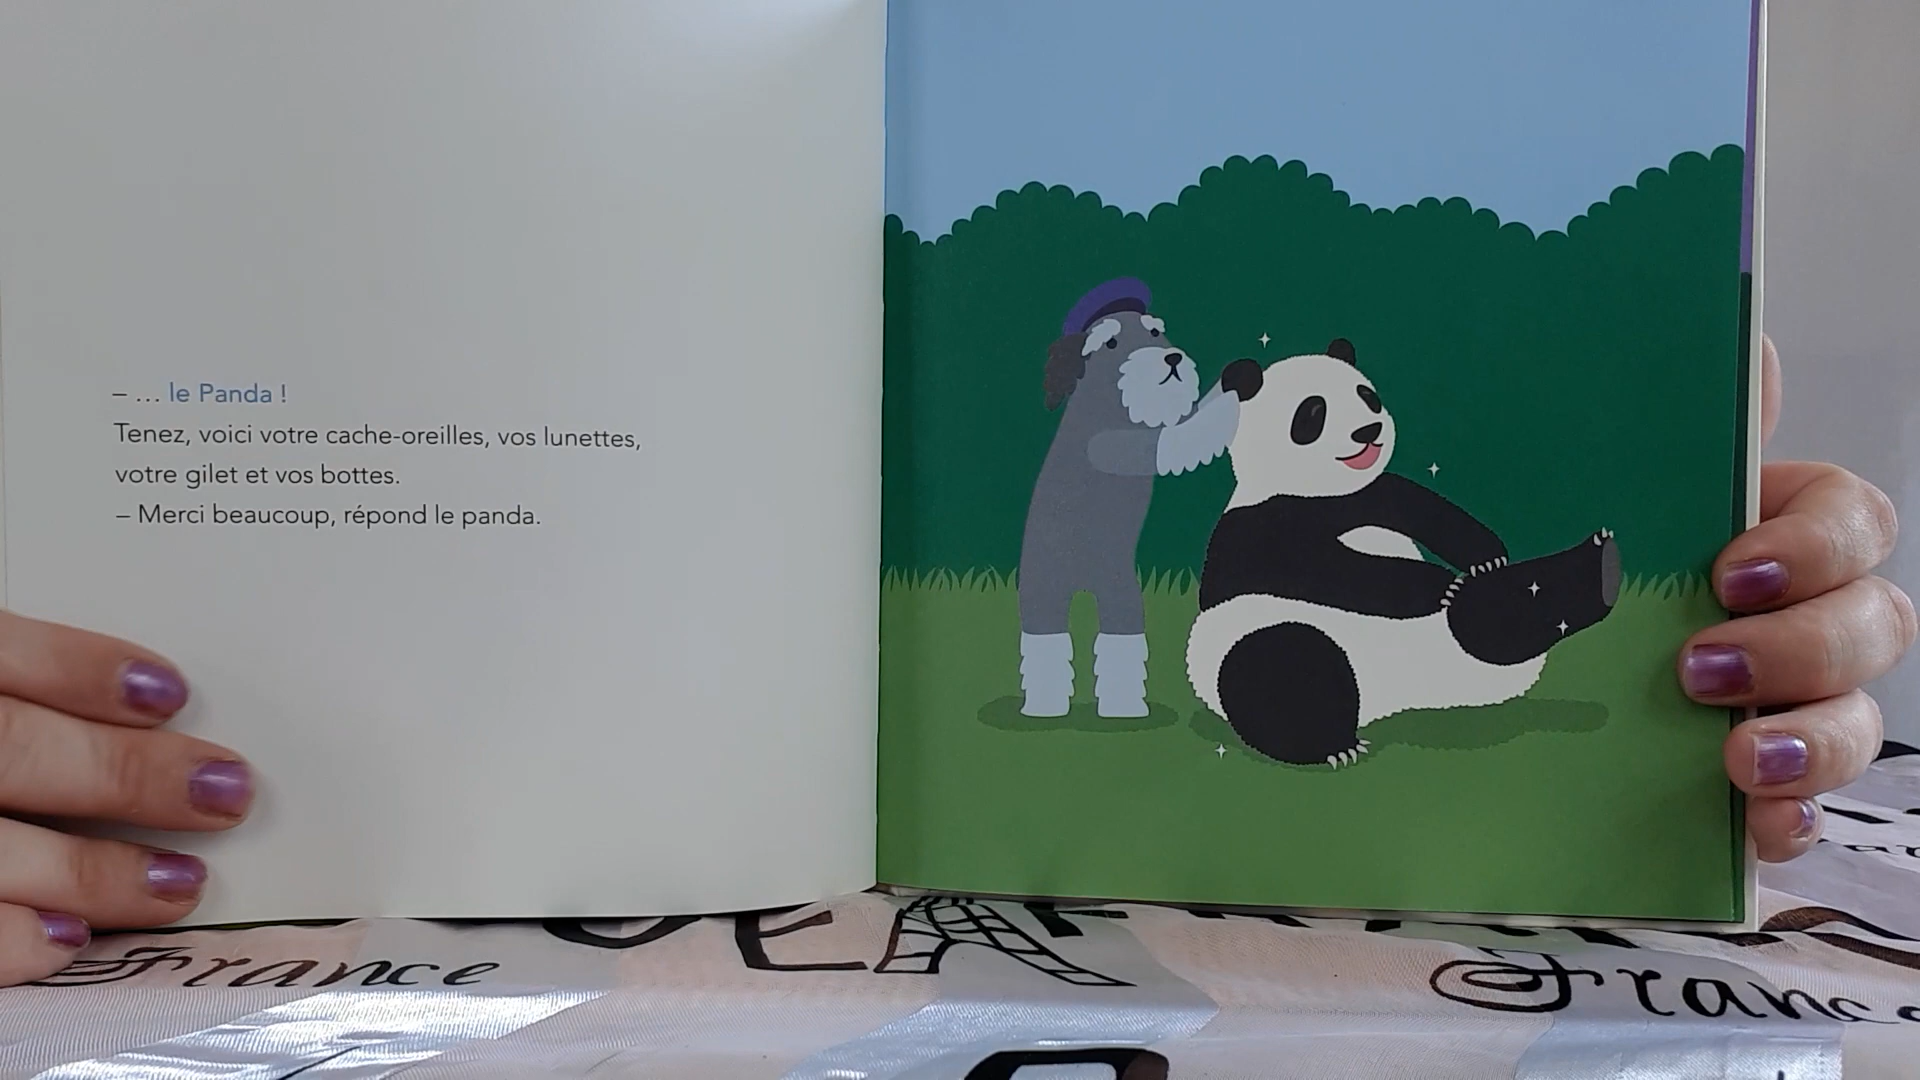 – … le Panda !
Tenez, voici votre cache-oreilles, vos lunettes,
votre gilet et vos bottes.
– Merci beaucoup, répond le panda.
France
France